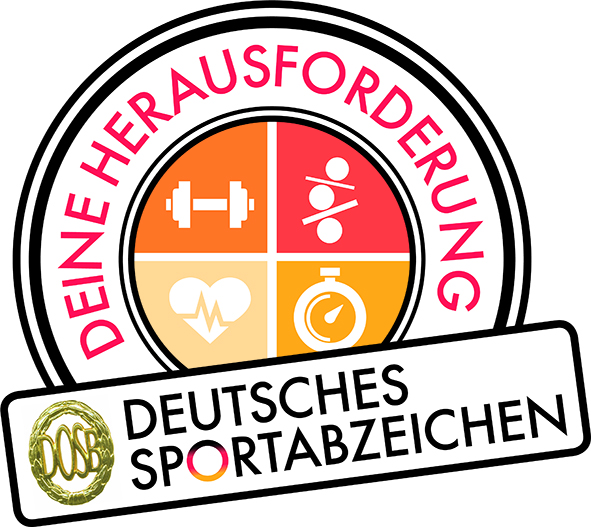 DEINE HERAUSFORDERUNG
DOSB
DEUTSCHES
SPORTABZEICHEN